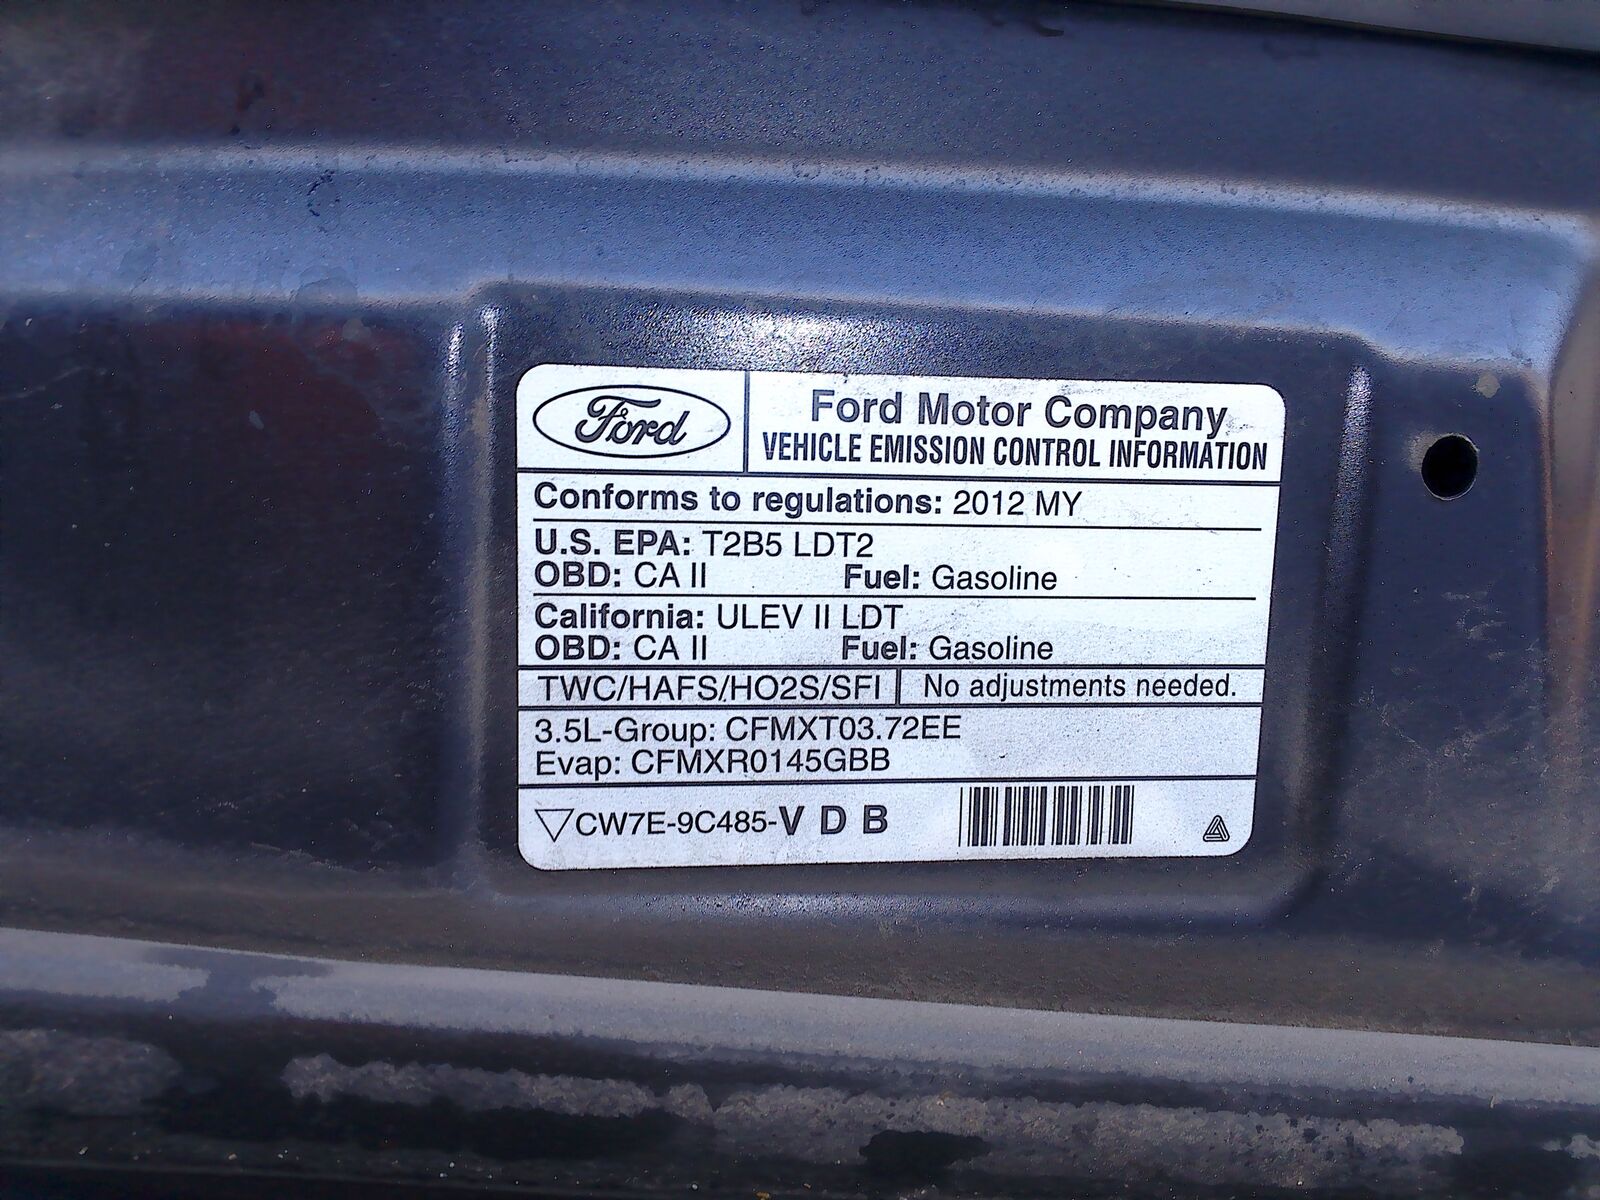 Ford
Ford Motor Company
VEHICLE EMISSION CONTROL INFORMATION
Conforms to regulations: 2012 MY
U.S. EPA: T2B5 LDT2
OBD: CA II Fuel: Gasoline
California: ULEV II LDT
OBD: CA II Fuel: Gasoline
TWC/HAFS/HO2S/SFI No adjustments needed.
3.5L-Group: CFMXT03.72EE
Evap: CFMXR0145GBB
CW7E-9C485-V D B